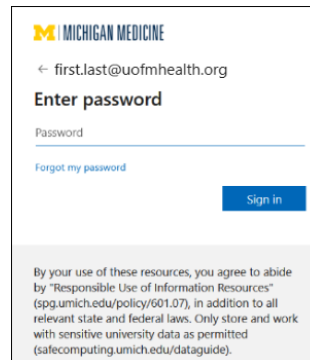 M | MICHIGAN MEDICINE
← first.last@uofmhealth.org
Enter password
Password
Forgot my password
Sign in
By your use of these resources, you agree to abide
by "Responsible Use of Information Resources"
(spg.umich.edu/policy/601.07), in addition to all
relevant state and federal laws. Only store and work
with sensitive university data as permitted
(safecomputing.umich.edu/dataguide).